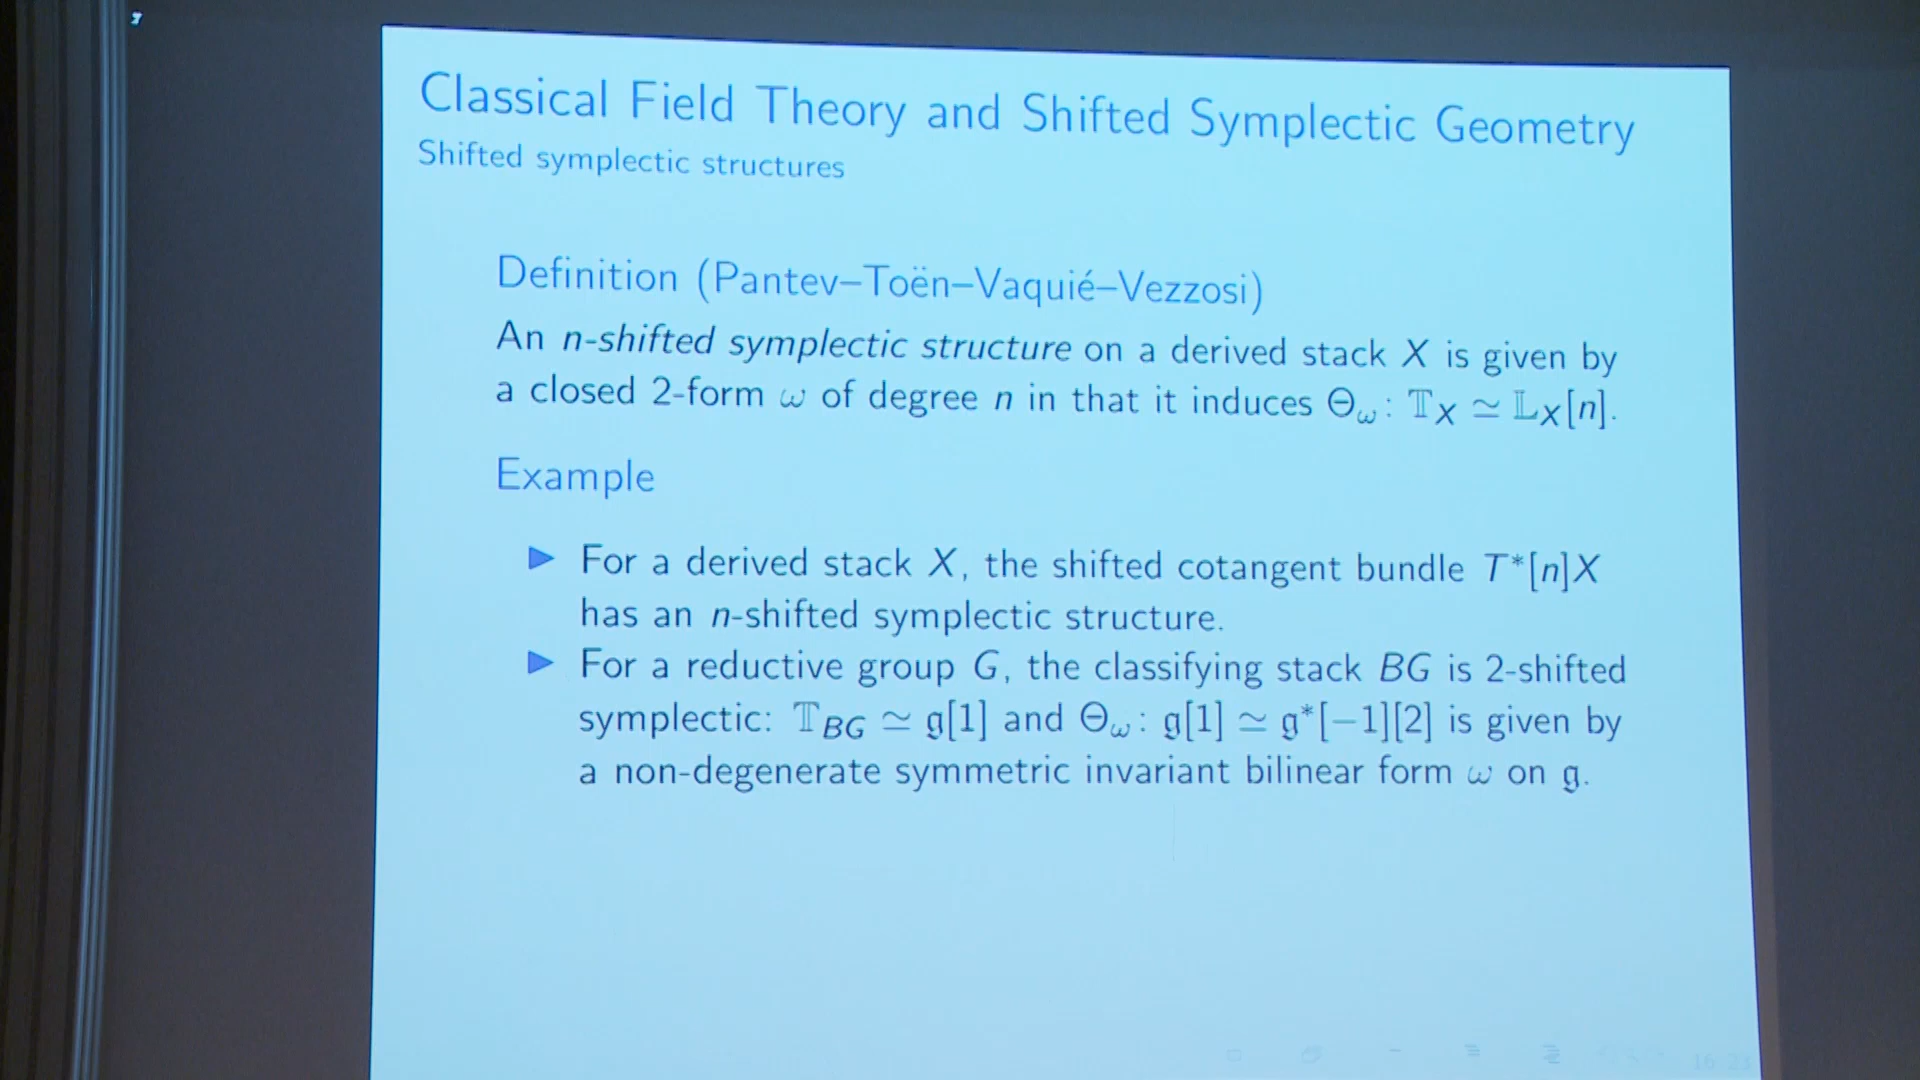 Classical Field Theory and Shifted Symplectic Geometry
Shifted symplectic structures
Definition (Pantev–Toën–Vaquié–Vezzosi)
An n-shifted symplectic structure on a derived stack X is given by
a closed 2-form ω of degree n in that it induces Θ_ω : 𝕋_X ≃ 𝕃_X[n].
Example
▶ For a derived stack X, the shifted cotangent bundle T*[n]X
has an n-shifted symplectic structure.
▶ For a reductive group G, the classifying stack BG is 2-shifted
symplectic: 𝕋_BG ≃ 𝔤[1] and Θ_ω : 𝔤[1] ≃ 𝔤*[−1][2] is given by
a non-degenerate symmetric invariant bilinear form ω on 𝔤.